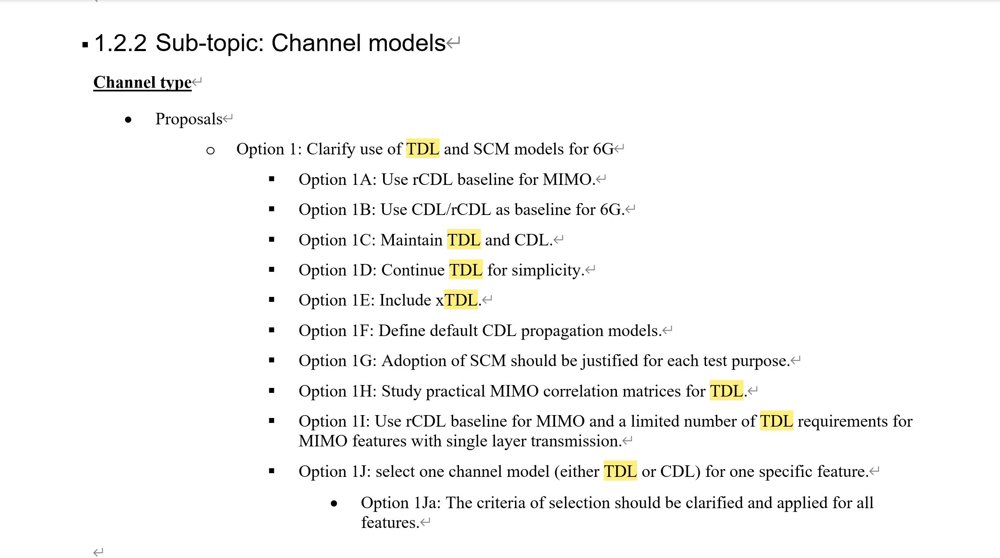 1.2.2 Sub-topic: Channel models↵
Channel type↵
● Proposals↵
○ Option 1: Clarify use of TDL and SCM models for 6G↵
▪ Option 1A: Use rCDL baseline for MIMO.↵
▪ Option 1B: Use CDL/rCDL as baseline for 6G.↵
▪ Option 1C: Maintain TDL and CDL.↵
▪ Option 1D: Continue TDL for simplicity.↵
▪ Option 1E: Include xTDL.↵
▪ Option 1F: Define default CDL propagation models.↵
▪ Option 1G: Adoption of SCM should be justified for each test purpose.↵
▪ Option 1H: Study practical MIMO correlation matrices for TDL.↵
▪ Option 1I: Use rCDL baseline for MIMO and a limited number of TDL requirements for
MIMO features with single layer transmission.↵
▪ Option 1J: select one channel model (either TDL or CDL) for one specific feature.↵
● Option 1Ja: The criteria of selection should be clarified and applied for all
features.↵